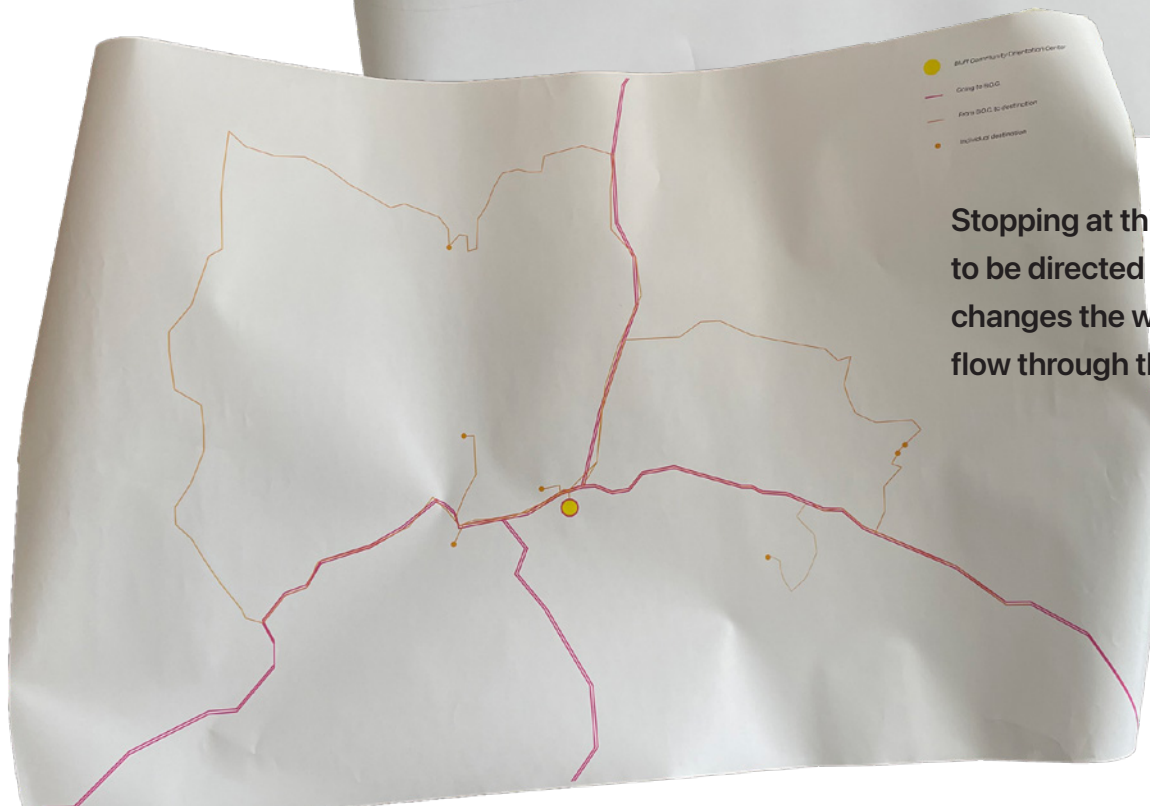 Bluff Community Orientation Center
Going to B.O.C.
From B.O.C. to destination
Individual destination
Stopping at th
to be directed
changes the w
flow through th